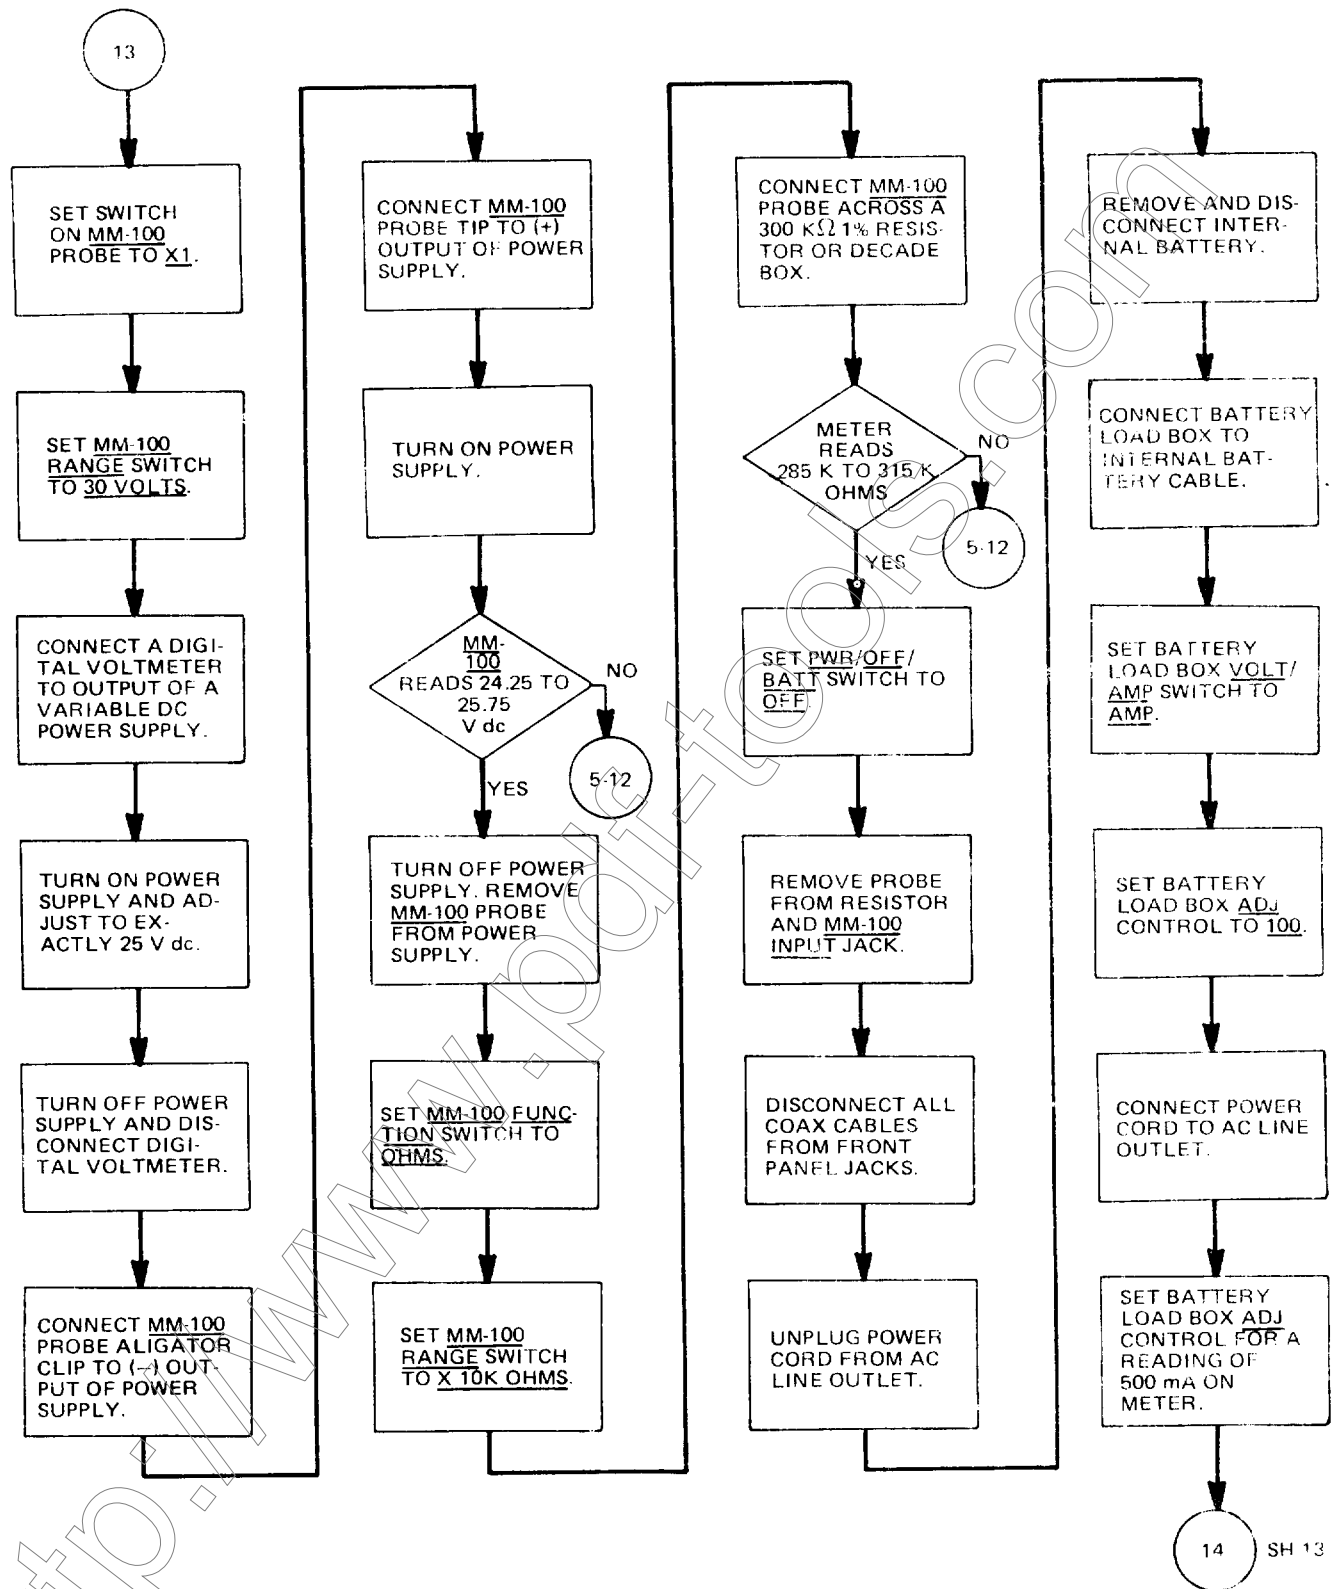 13
SET SWITCH
ON MM-100
PROBE TO X1.
SET MM-100
RANGE SWITCH
TO 30 VOLTS.
CONNECT A DIGI-
TAL VOLTMETER
TO OUTPUT OF A
VARIABLE DC
POWER SUPPLY.
TURN ON POWER
SUPPLY AND AD-
JUST TO EX-
ACTLY 25 V dc.
TURN OFF POWER
SUPPLY AND DIS-
CONNECT DIGI-
TAL VOLTMETER.
CONNECT MM-100
PROBE ALIGATOR
CLIP TO (–) OUT-
PUT OF POWER
SUPPLY.
CONNECT MM-100
PROBE TIP TO (+)
OUTPUT OF POWER
SUPPLY.
TURN ON POWER
SUPPLY.
MM-
100
READS 24.25 TO
25.75
V dc
NO
5-12
YES
TURN OFF POWER
SUPPLY. REMOVE
MM-100 PROBE
FROM POWER
SUPPLY.
SET MM-100 FUNC-
TION SWITCH TO
OHMS.
SET MM-100
RANGE SWITCH
TO X 10K OHMS.
CONNECT MM-100
PROBE ACROSS A
300 KΩ 1% RESIS-
TOR OR DECADE
BOX.
METER
READS
285 K TO 315 K
OHMS
NO
5-12
YES
SET PWR/OFF/
BATT SWITCH TO
OFF.
REMOVE PROBE
FROM RESISTOR
AND MM-100
INPUT JACK.
DISCONNECT ALL
COAX CABLES
FROM FRONT
PANEL JACKS.
UNPLUG POWER
CORD FROM AC
LINE OUTLET.
REMOVE AND DIS-
CONNECT INTER-
NAL BATTERY.
CONNECT BATTERY
LOAD BOX TO
INTERNAL BAT-
TERY CABLE.
SET BATTERY
LOAD BOX VOLT/
AMP SWITCH TO
AMP.
SET BATTERY
LOAD BOX ADJ
CONTROL TO 100.
CONNECT POWER
CORD TO AC LINE
OUTLET.
SET BATTERY
LOAD BOX ADJ
CONTROL FOR A
READING OF
500 mA ON
METER.
14
SH 13
tp://www.pdf-tools.com